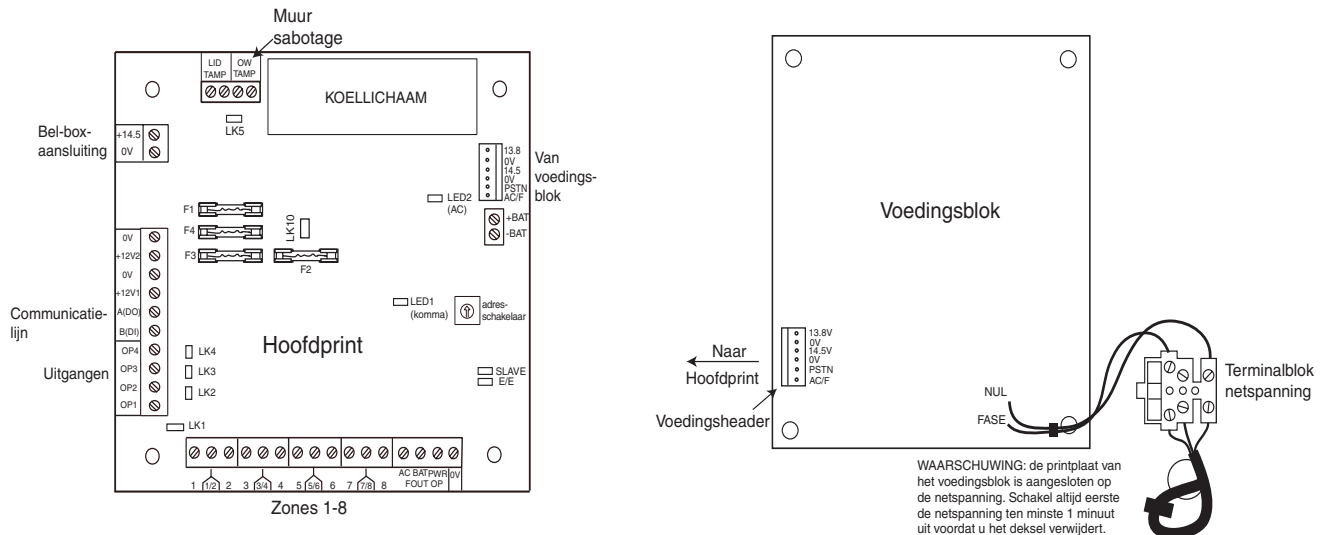 Muur
sabotage
LID
TAMP
OW
TAMP
KOELLICHAAM
LK5
Bel-box-
aansluiting
+14.5
0V
13.8
0V
14.5
0V
PSTN
AC/F
Van
voedings-
blok
LED2
(AC)
+BAT
-BAT
F1
F4
F3
LK10
F2
0V
+12V2
0V
+12V1
A(DO)
B(DI)
OP4
OP3
OP2
OP1
Communicatie-
lijn
Uitgangen
LED1
(komma)
adres-
schakelaar
Hoofdprint
LK4
LK3
LK2
LK1
SLAVE
E/E
AC BAT PWR 0V
FOUT OP
1 1/2 2 3 3/4 4 5 5/6 6 7 7/8 8
Zones 1-8
Voedingsblok
13.8V
0V
14.5V
0V
PSTN
AC/F
Naar
Hoofdprint
Voedingsheader
NUL
FASE
Terminalblok
netspanning
WAARSCHUWING: de printplaat van
het voedingsblok is aangesloten op
de netspanning. Schakel altijd eerste
de netspanning ten minste 1 minuut
uit voordat u het deksel verwijdert.